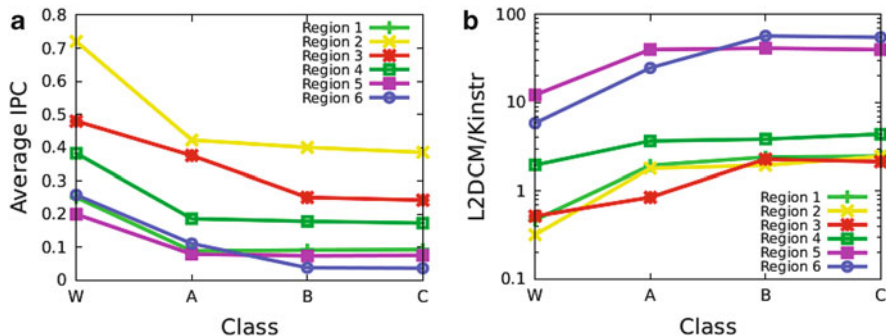 a
Average IPC
0.8
0.7
0.6
0.5
0.4
0.3
0.2
0.1
0
W
A
B
C
Class
Region 1
Region 2
Region 3
Region 4
Region 5
Region 6
b
L2DCM/Kinstr
100
10
1
0.1
W
A
B
C
Class
Region 1
Region 2
Region 3
Region 4
Region 5
Region 6